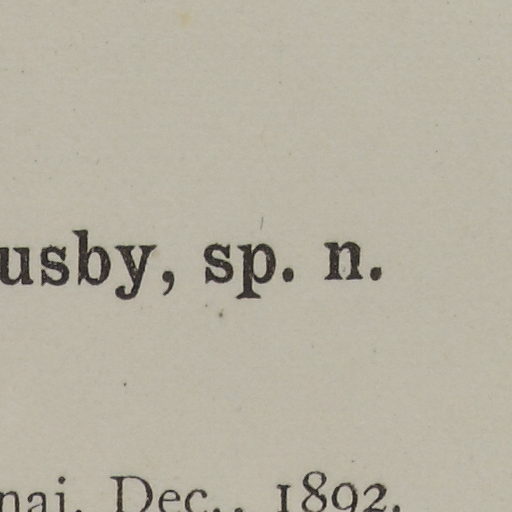 usby, sp. n.
nai, Dec., 1892.